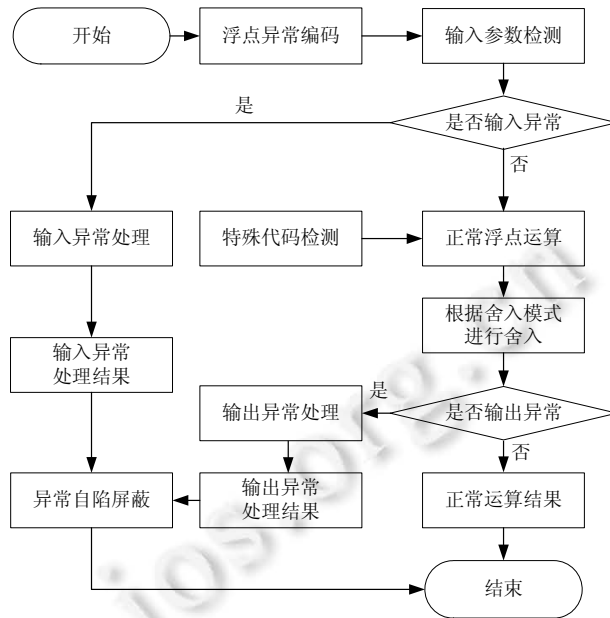 开始
浮点异常编码
输入参数检测
是
是否输入异常
否
输入异常处理
特殊代码检测
正常浮点运算
根据舍入模式
进行舍入
输入异常
处理结果
是
输出异常处理
是否输出异常
否
异常自陷屏蔽
输出异常
处理结果
正常运算结果
结束
ios.org.cn